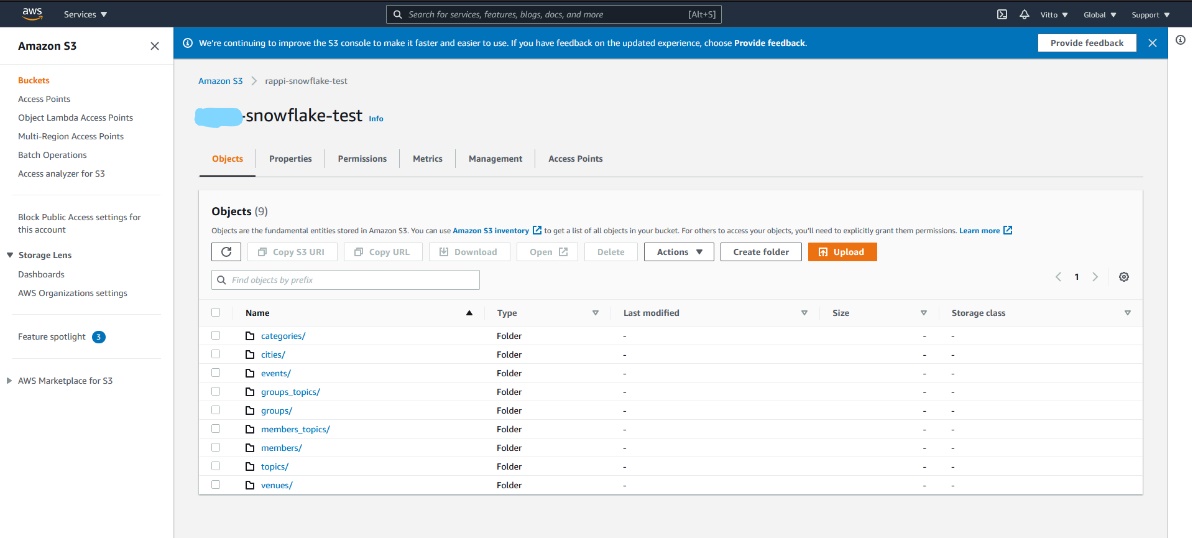 aws Services ▼ Search for services, features, blogs, docs, and more [Alt+S] Vitto ▼ Global ▼ Support ▼
Amazon S3
We're continuing to improve the S3 console to make it faster and easier to use. If you have feedback on the updated experience, choose Provide feedback. Provide feedback
Buckets
Access Points
Object Lambda Access Points
Multi-Region Access Points
Batch Operations
Access analyzer for S3
Block Public Access settings for
this account
Storage Lens
Dashboards
AWS Organizations settings
Feature spotlight 3
AWS Marketplace for S3
Amazon S3 > rappi-snowflake-test
-snowflake-test Info
Objects Properties Permissions Metrics Management Access Points
Objects (9)
Objects are the fundamental entities stored in Amazon S3. You can use Amazon S3 inventory to get a list of all objects in your bucket. For others to access your objects, you'll need to explicitly grant them permissions. Learn more
Copy S3 URI Copy URL Download Open Delete Actions ▼ Create folder Upload
Find objects by prefix < 1 >
Name Type Last modified Size Storage class
categories/ Folder - - -
cities/ Folder - - -
events/ Folder - - -
groups_topics/ Folder - - -
groups/ Folder - - -
members_topics/ Folder - - -
members/ Folder - - -
topics/ Folder - - -
venues/ Folder - - -